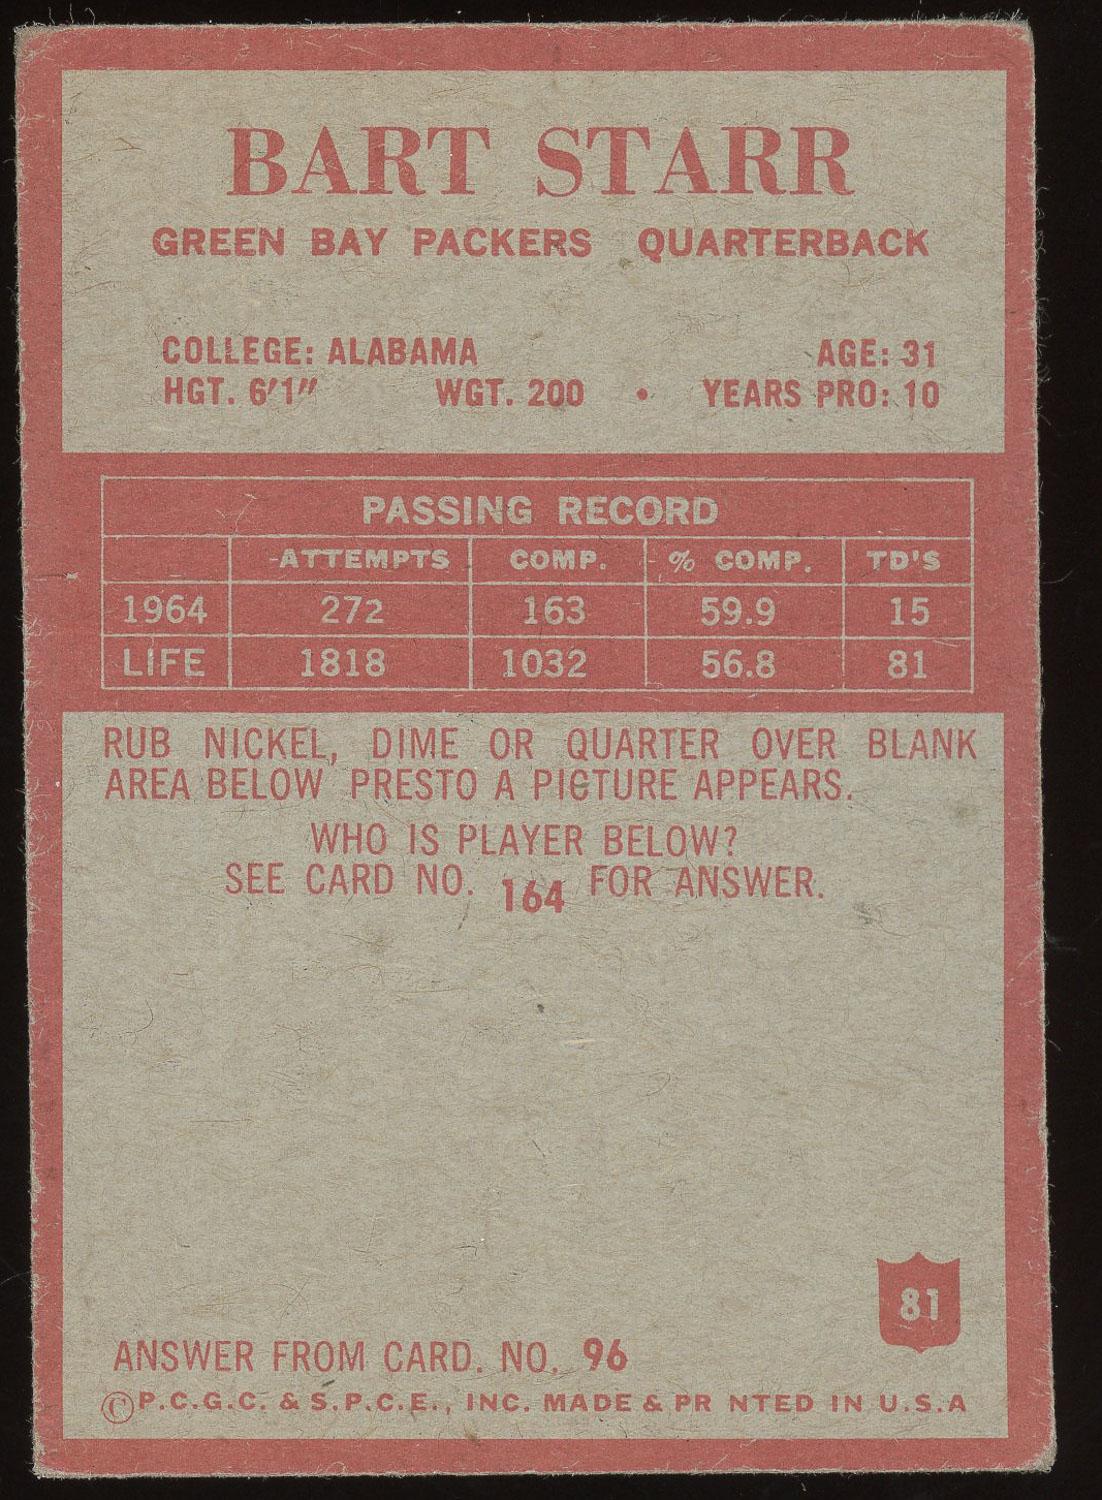 BART STARR
GREEN BAY PACKERS QUARTERBACK
COLLEGE: ALABAMA AGE: 31
HGT. 6'1" WGT. 200 • YEARS PRO: 10
PASSING RECORD
ATTEMPTS COMP. % COMP. TD'S
1964 272 163 59.9 15
LIFE 1818 1032 56.8 81
RUB NICKEL, DIME OR QUARTER OVER BLANK
AREA BELOW PRESTO A PICTURE APPEARS.
WHO IS PLAYER BELOW?
SEE CARD NO. 164 FOR ANSWER.
81
ANSWER FROM CARD. NO. 96
©P.C.G.C. & S.P.C.E., INC. MADE & PR NTED IN U.S.A